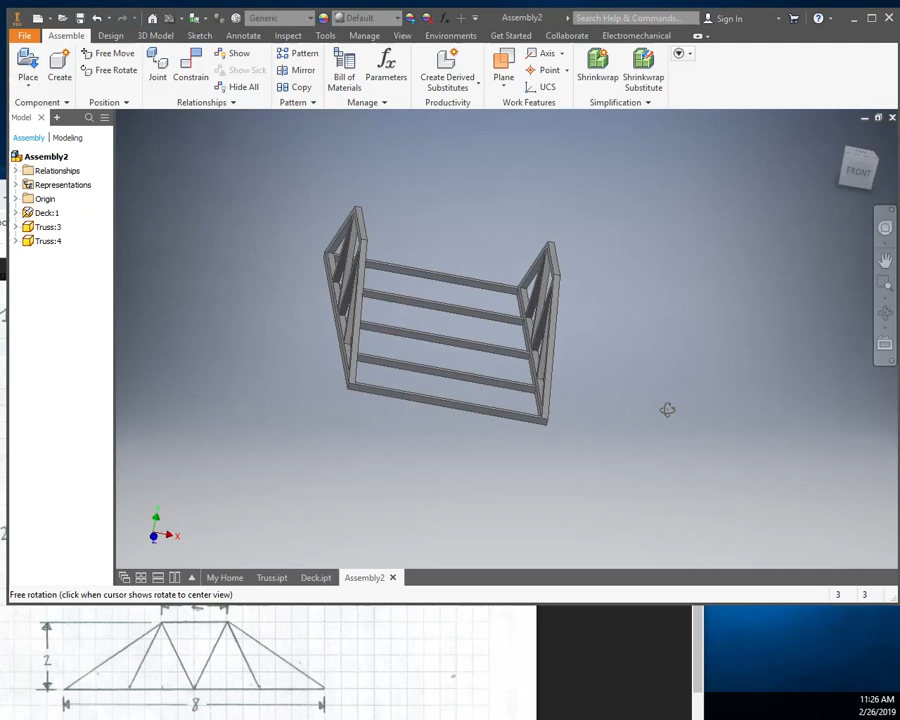 Generic
Default
Assembly2
Search Help & Commands...
Sign In
File
Assemble
Design
3D Model
Sketch
Annotate
Inspect
Tools
Manage
View
Environments
Get Started
Collaborate
Electromechanical
Place
Create
Free Move
Free Rotate
Joint
Constrain
Show
Show Sick
Hide All
Pattern
Mirror
Copy
Bill of
Materials
Parameters
Create Derived
Substitutes
Plane
Axis
Point
UCS
Shrinkwrap
Shrinkwrap
Substitute
Component
Position
Relationships
Pattern
Manage
Productivity
Work Features
Simplification
Model
Assembly
Modeling
Assembly2
Relationships
Representations
Origin
Deck:1
Truss:3
Truss:4
FRONT
X
My Home
Truss.ipt
Deck.ipt
Assembly2
Free rotation (click when cursor shows rotate to center view)
3
3
2
8
11:26 AM
2/26/2019